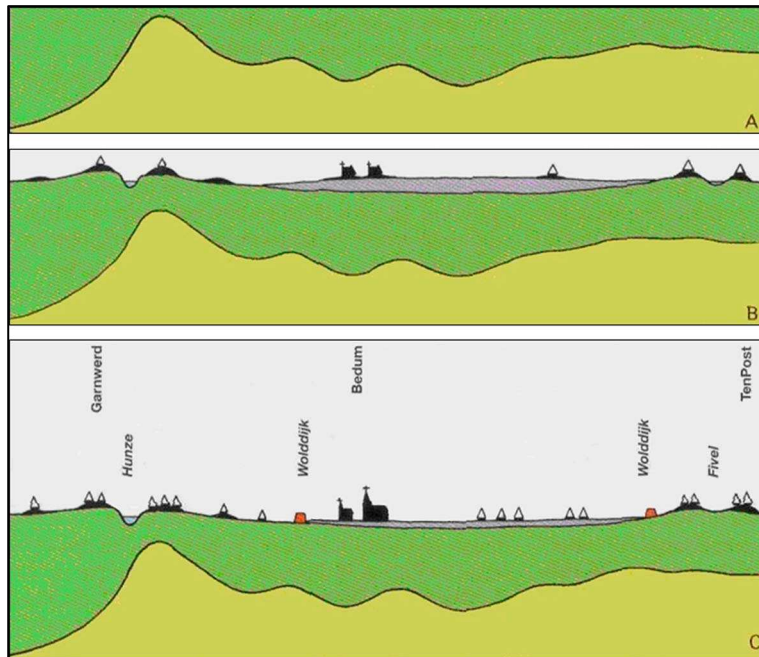 A
B
Garnwerd
Hunze
Wolddijk
Bedum
Wolddijk
Fivel
TenPost
C